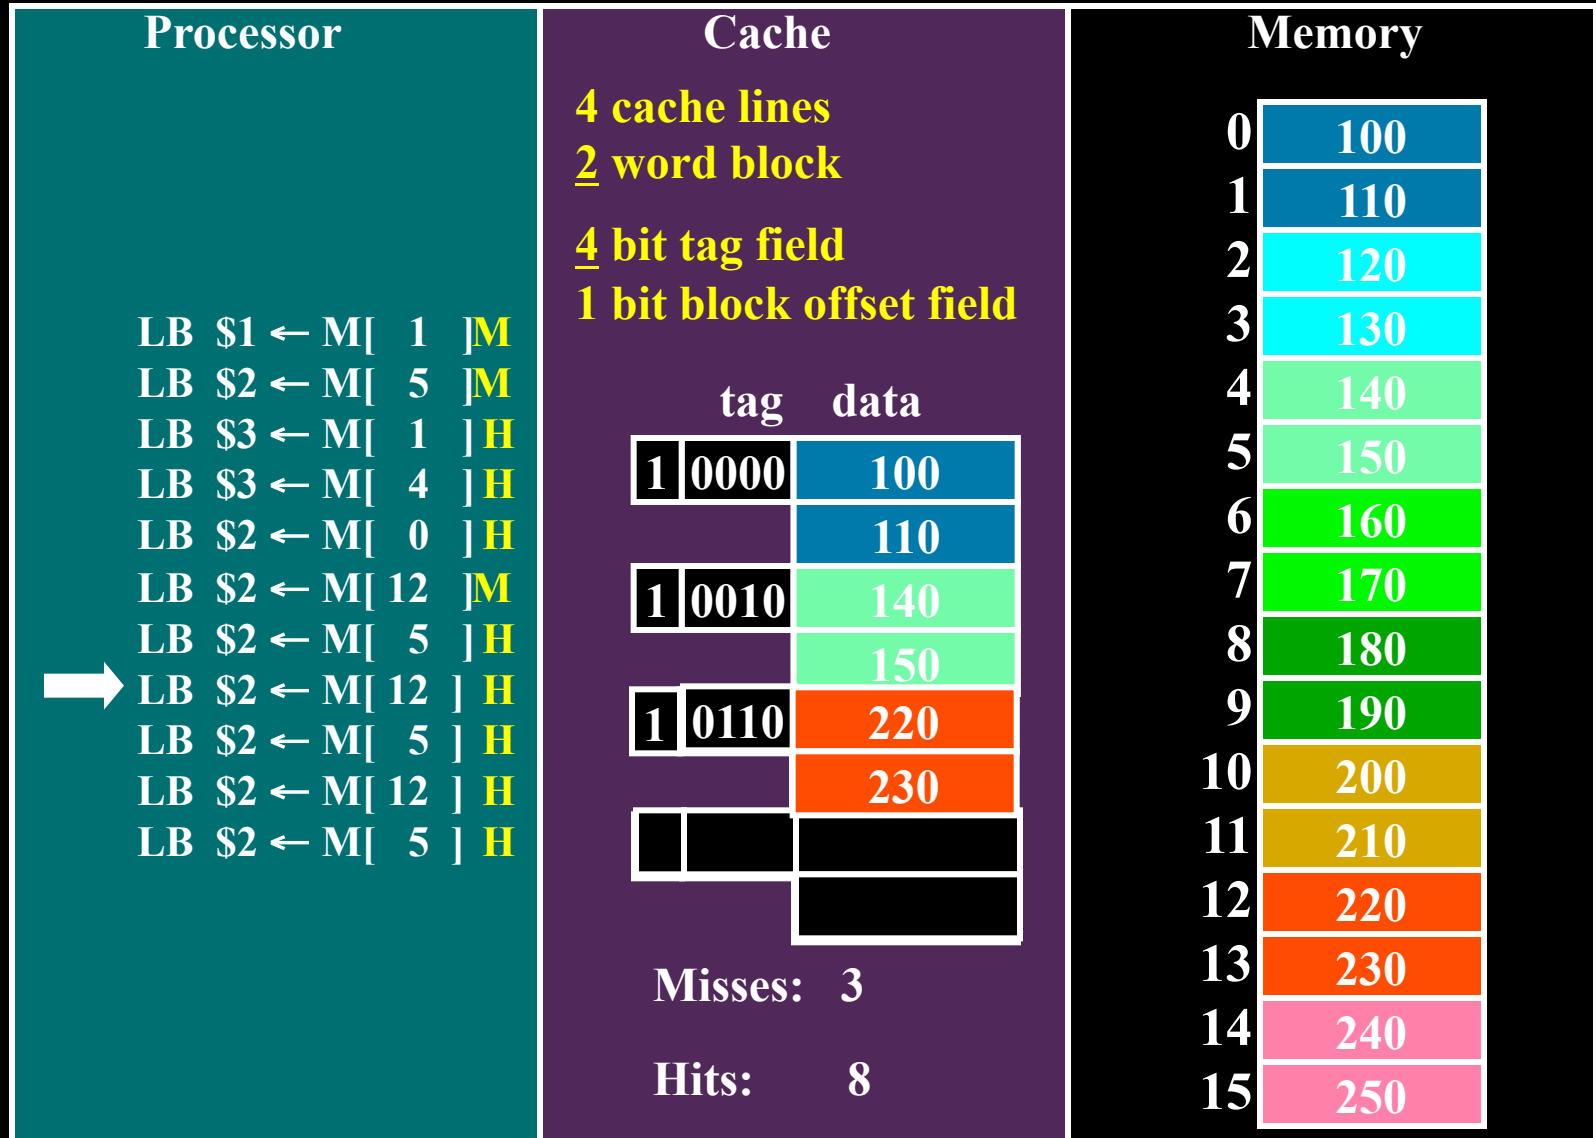 Processor
LB $1 ← M[ 1 ]M
LB $2 ← M[ 5 ]M
LB $3 ← M[ 1 ] H
LB $3 ← M[ 4 ] H
LB $2 ← M[ 0 ] H
LB $2 ← M[ 12 ]M
LB $2 ← M[ 5 ] H
LB $2 ← M[ 12 ] H
LB $2 ← M[ 5 ] H
LB $2 ← M[ 12 ] H
LB $2 ← M[ 5 ] H
Cache
4 cache lines
2 word block
4 bit tag field
1 bit block offset field
tag data
1 0000 100
110
1 0010 140
150
1 0110 220
230
Misses: 3
Hits: 8
Memory
0 100
1 110
2 120
3 130
4 140
5 150
6 160
7 170
8 180
9 190
10 200
11 210
12 220
13 230
14 240
15 250